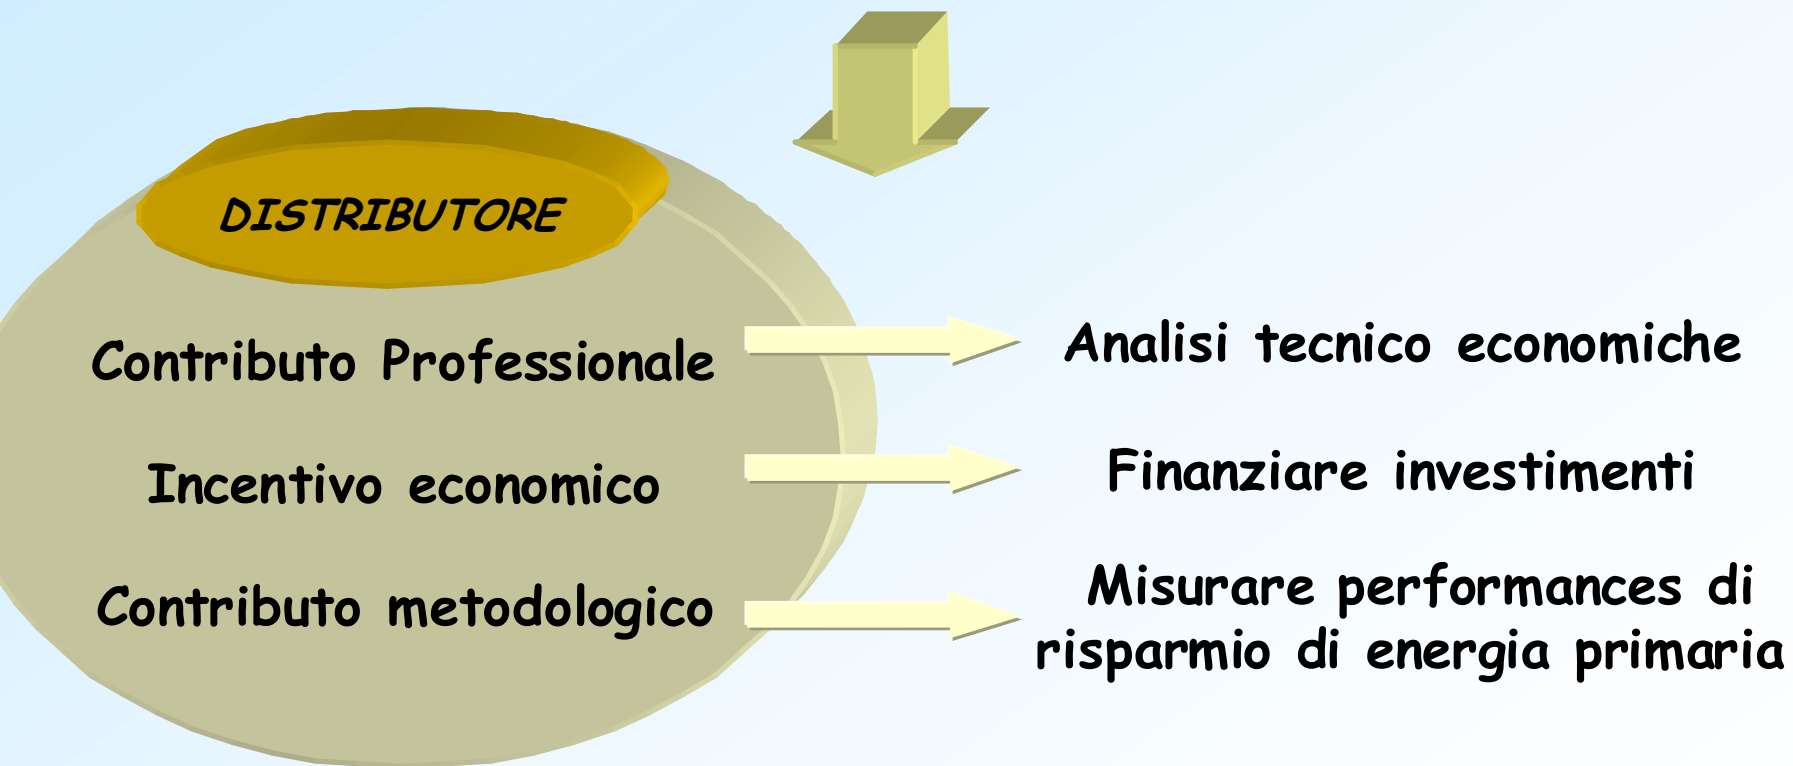 DISTRIBUTORE
Contributo Professionale
Analisi tecnico economiche
Incentivo economico
Finanziare investimenti
Contributo metodologico
Misurare performances di
risparmio di energia primaria